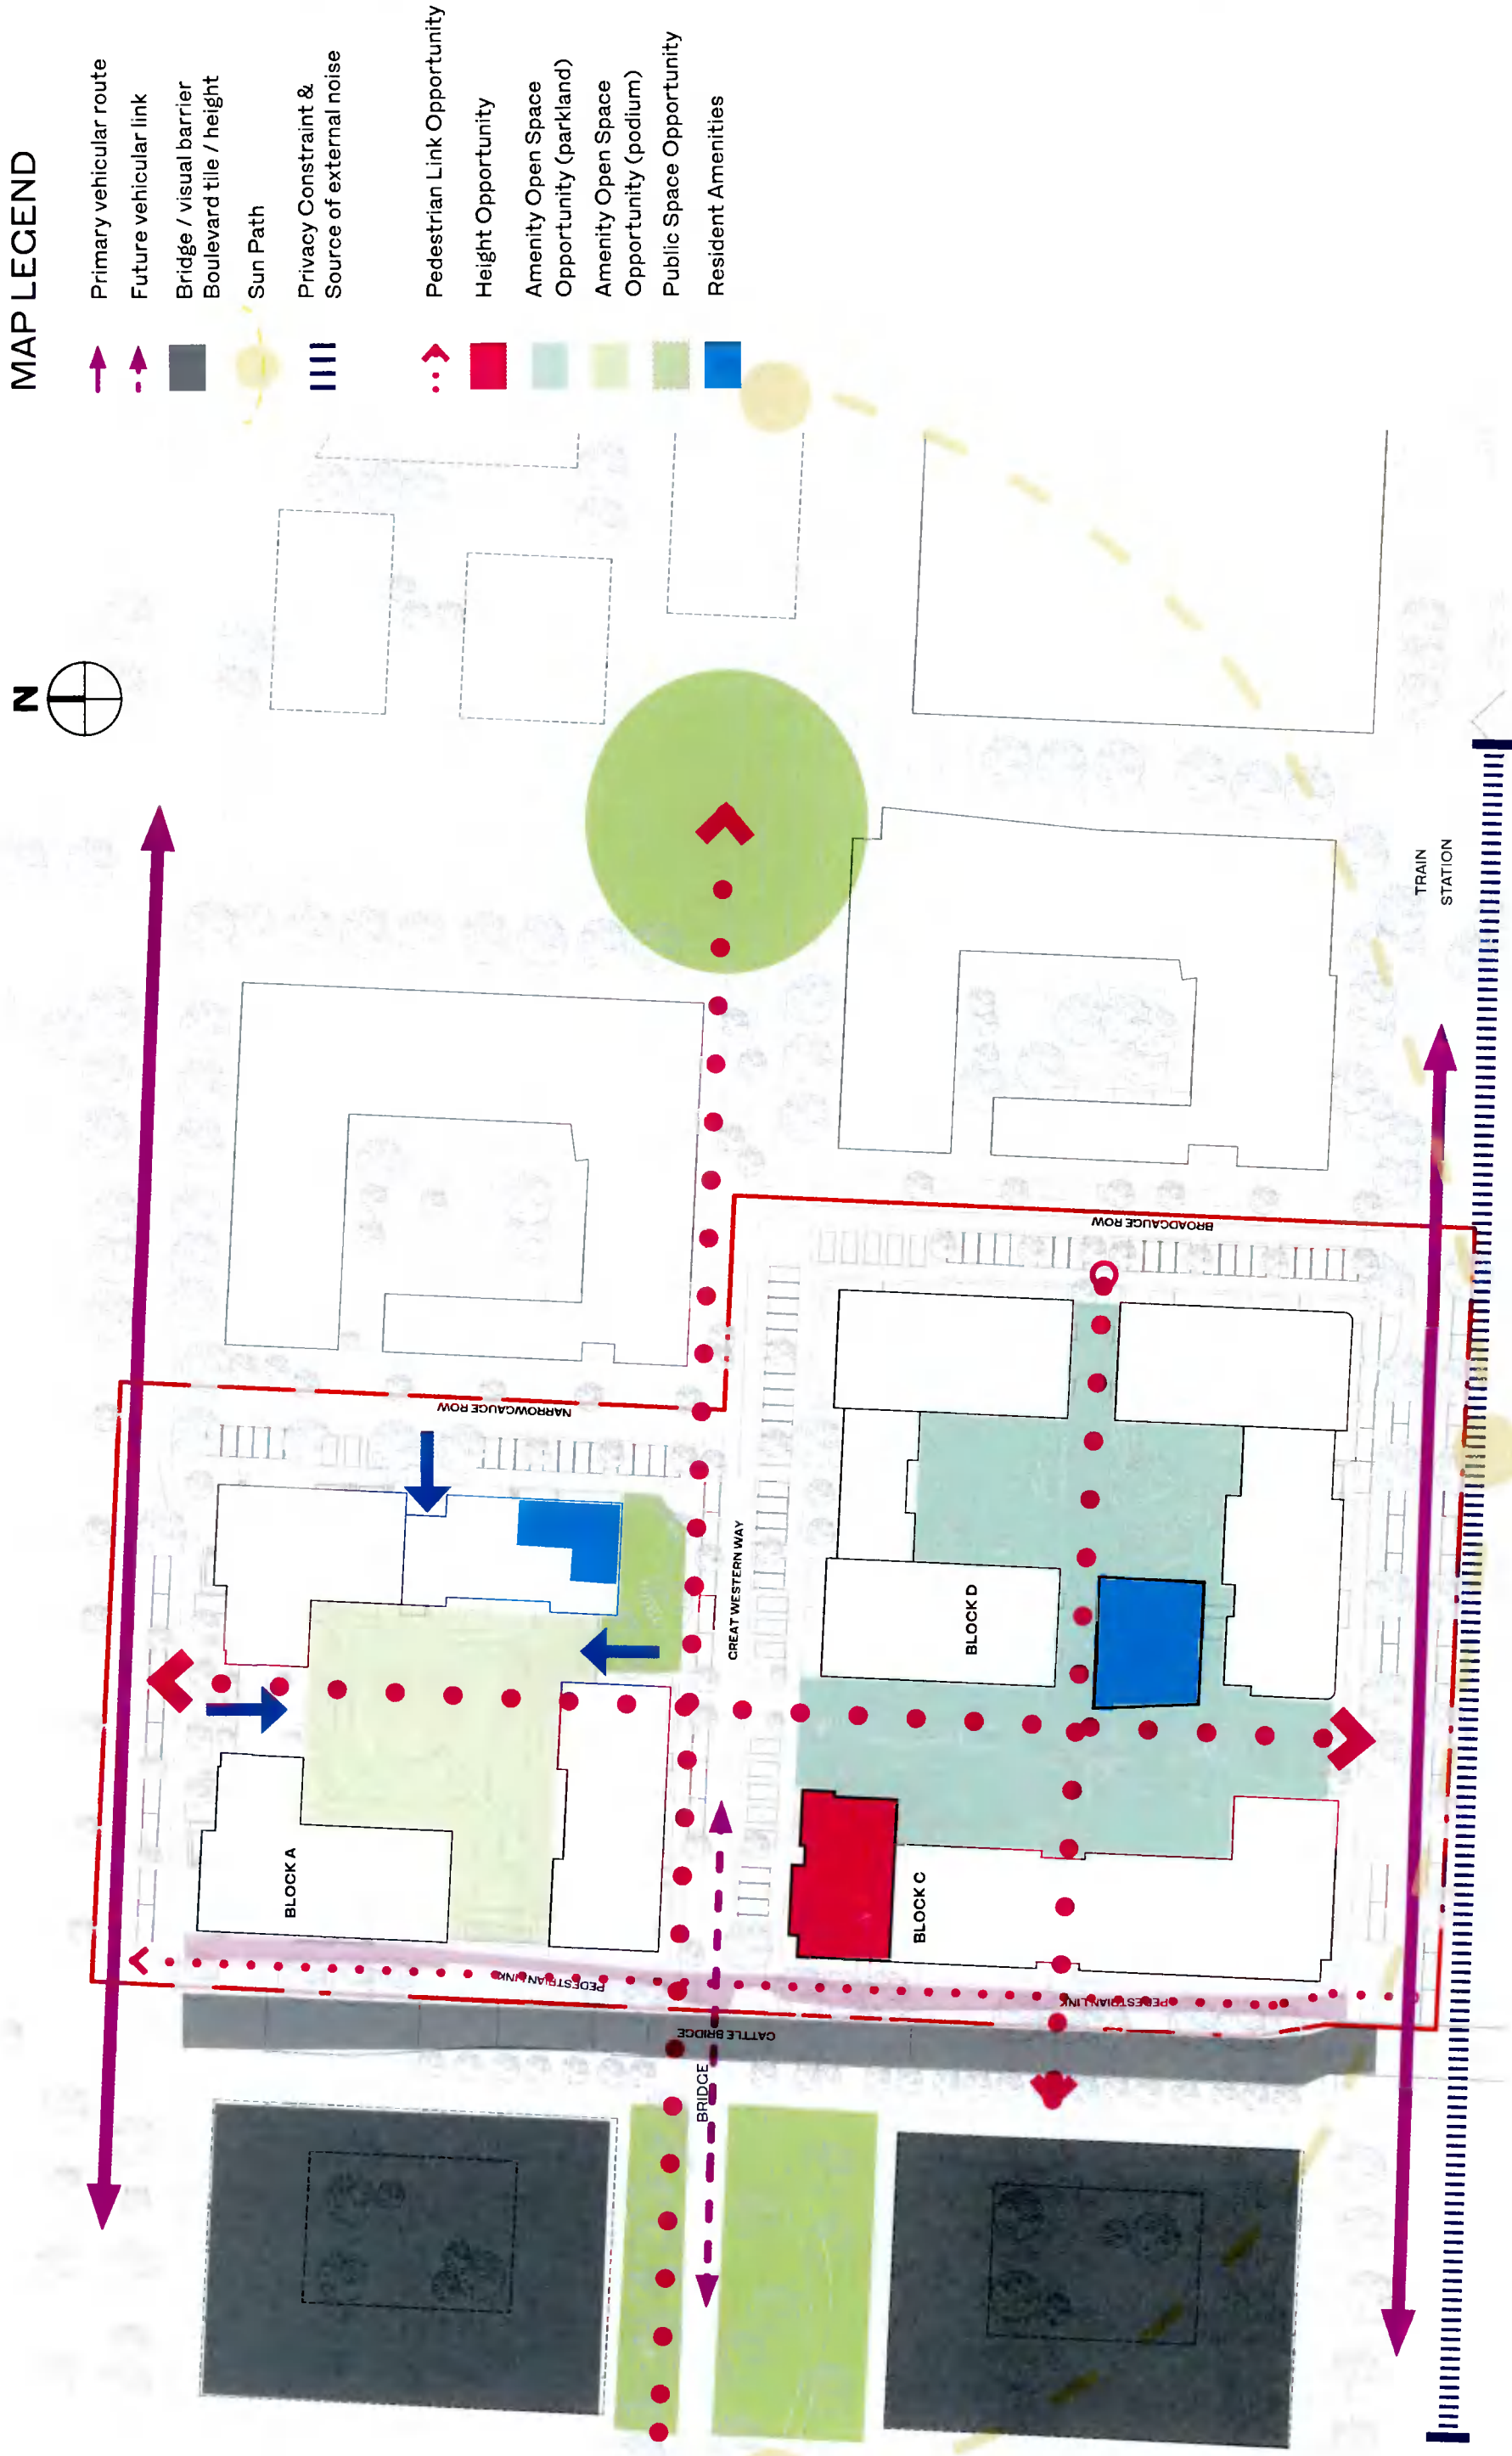 MAP LEGEND
Primary vehicular route
Future vehicular link
Bridge / visual barrier
Boulevard tile / height
Sun Path
Privacy Constraint &
Source of external noise
Pedestrian Link Opportunity
Height Opportunity
Amenity Open Space
Opportunity (parkland)
Amenity Open Space
Opportunity (podium)
Public Space Opportunity
Resident Amenities
N
NARROWGAUGE ROW
BROADGAUGE ROW
BLOCK A
GREAT WESTERN WAY
BLOCK D
BLOCK C
PEDESTRIAN LINK
PEDESTRIAN LINK
CATTLE BRIDGE
BRIDGE
TRAIN
STATION